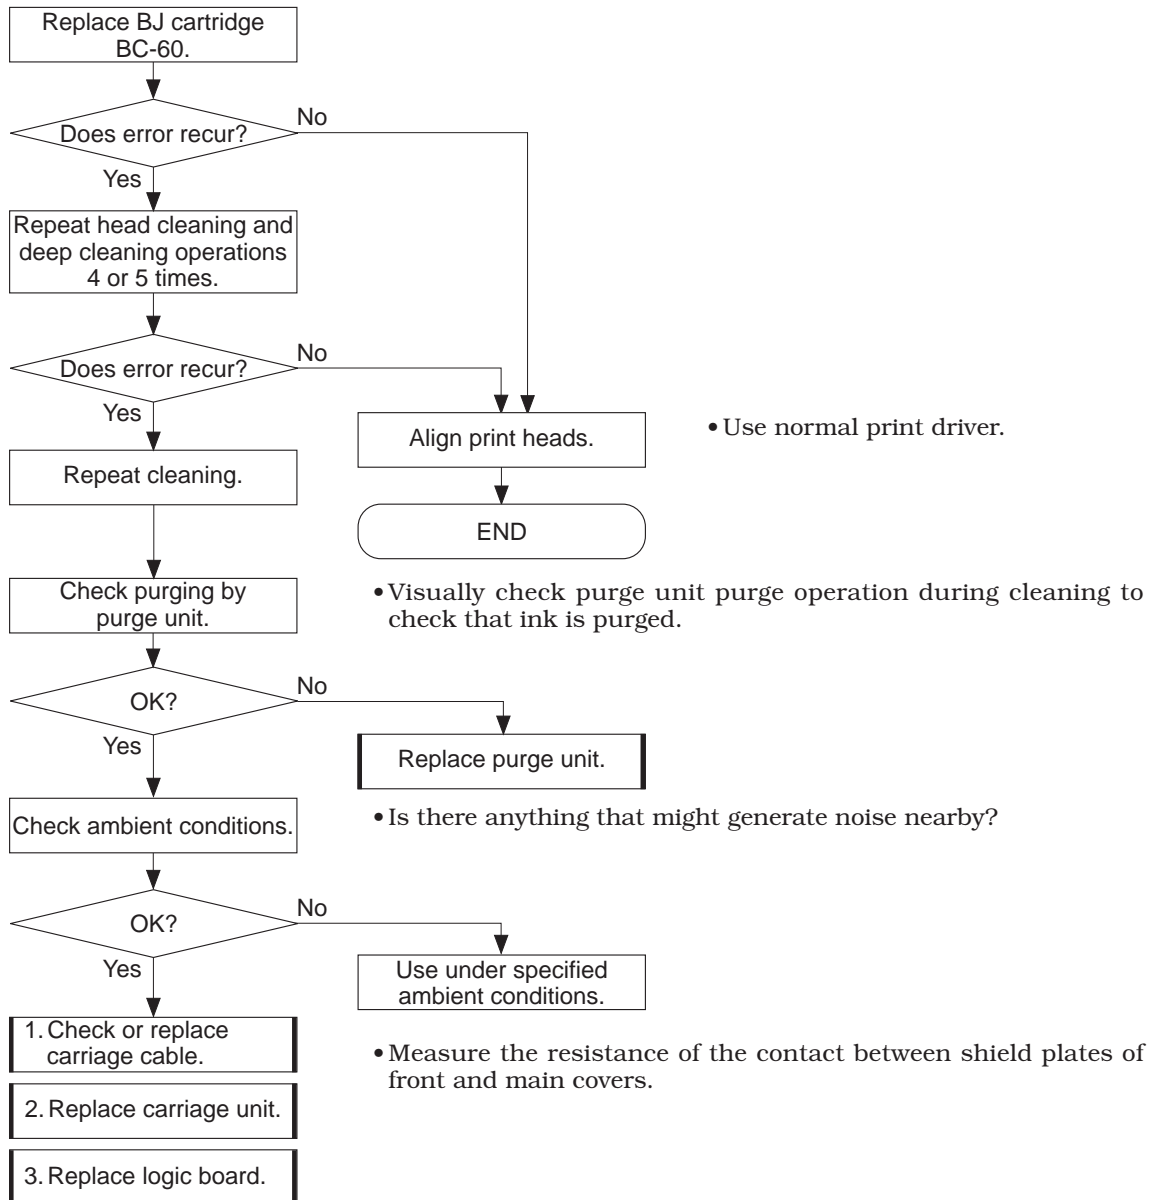 Replace BJ cartridge
BC-60.
Does error recur?
No
Yes
Repeat head cleaning and
deep cleaning operations
4 or 5 times.
Does error recur?
No
Yes
Align print heads.
•Use normal print driver.
Repeat cleaning.
END
Check purging by
purge unit.
•Visually check purge unit purge operation during cleaning to
check that ink is purged.
OK?
No
Yes
Replace purge unit.
Check ambient conditions.
•Is there anything that might generate noise nearby?
OK?
No
Yes
Use under specified
ambient conditions.
1. Check or replace
carriage cable.
•Measure the resistance of the contact between shield plates of
front and main covers.
2. Replace carriage unit.
3. Replace logic board.